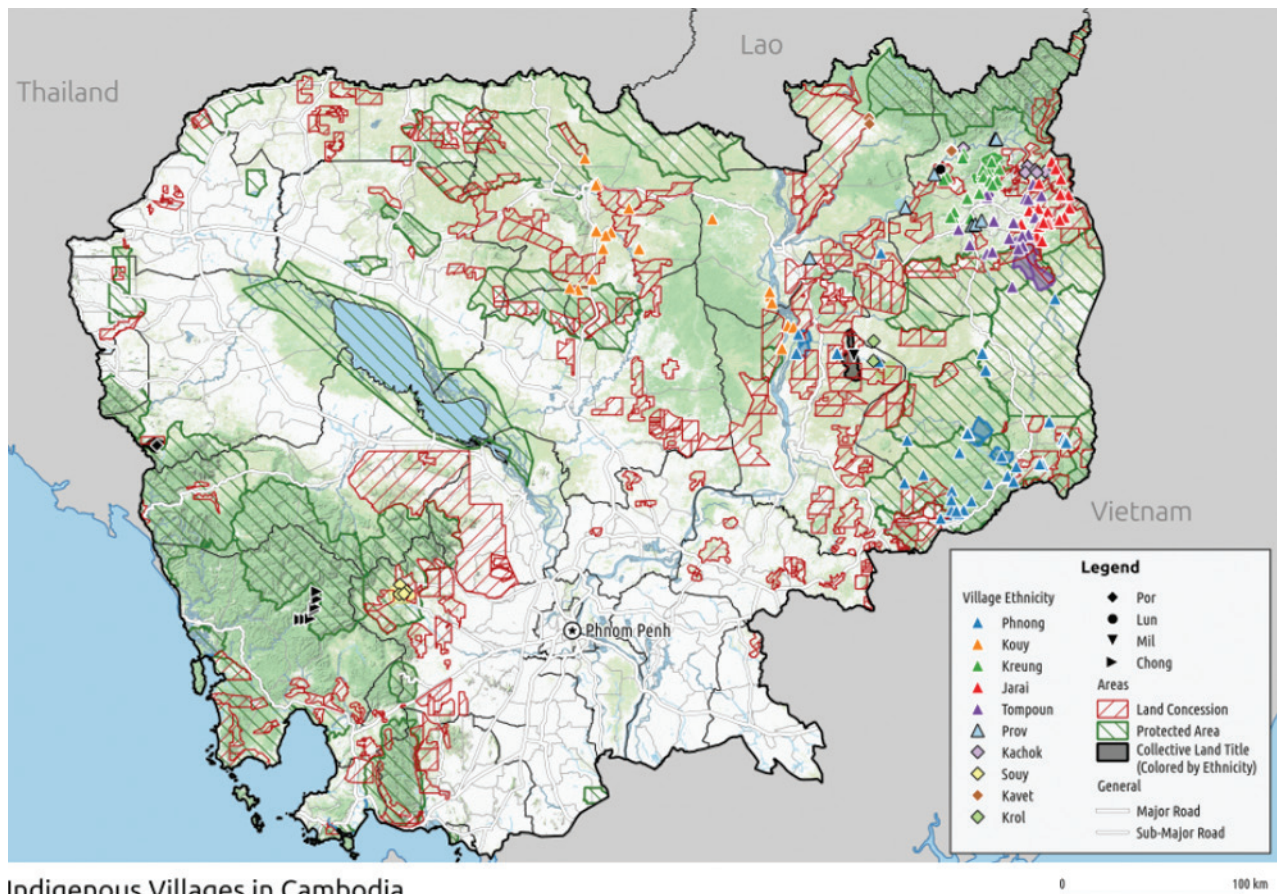 Thailand
Lao
Vietnam
Phnom Penh
Legend
Village Ethnicity
Phnong
Kouy
Kreung
Jarai
Tompoun
Prov
Kachok
Souy
Kavet
Krol
Por
Lun
Mil
Chong
Areas
Land Concession
Protected Area
Collective Land Title
(Colored by Ethnicity)
General
Major Road
Sub-Major Road
Indigenous Villages in Cambodia
0 100 km